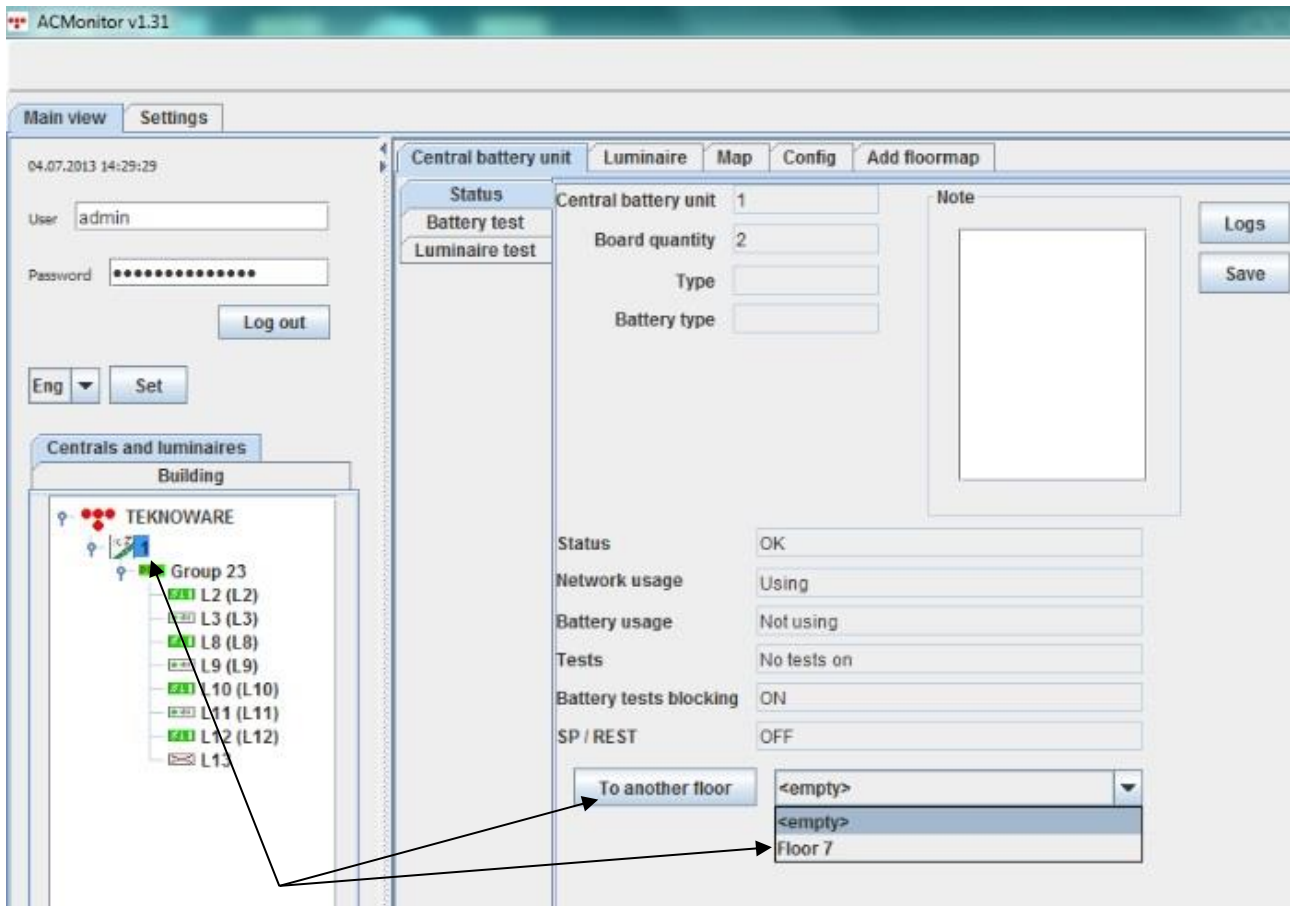 ACMonitor v1.31
Main view
Settings
04.07.2013 14:29:29
User
admin
Password
••••••••••••••
Log out
Eng
Set
Centrals and luminaires
Building
TEKNOWARE
1
Group 23
L2 (L2)
L3 (L3)
L8 (L8)
L9 (L9)
L10 (L10)
L11 (L11)
L12 (L12)
L13
Central battery unit
Luminaire
Map
Config
Add floormap
Status
Battery test
Luminaire test
Central battery unit 1
Board quantity 2
Type
Battery type
Note
Logs
Save
Status OK
Network usage Using
Battery usage Not using
Tests No tests on
Battery tests blocking ON
SP / REST OFF
To another floor
<empty>
<empty>
Floor 7